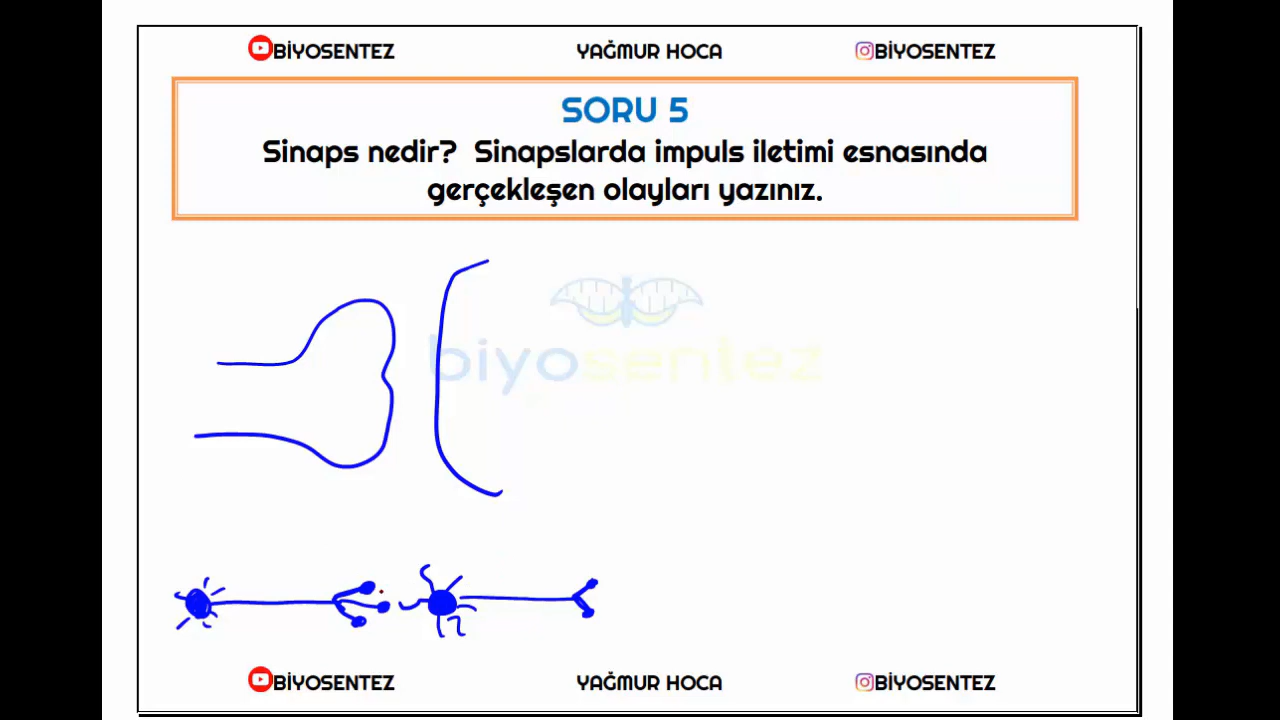 BİYOSENTEZ YAĞMUR HOCA BİYOSENTEZ
SORU 5
Sinaps nedir? Sinapslarda impuls iletimi esnasında
gerçekleşen olayları yazınız.
biyosentez
BİYOSENTEZ YAĞMUR HOCA BİYOSENTEZ